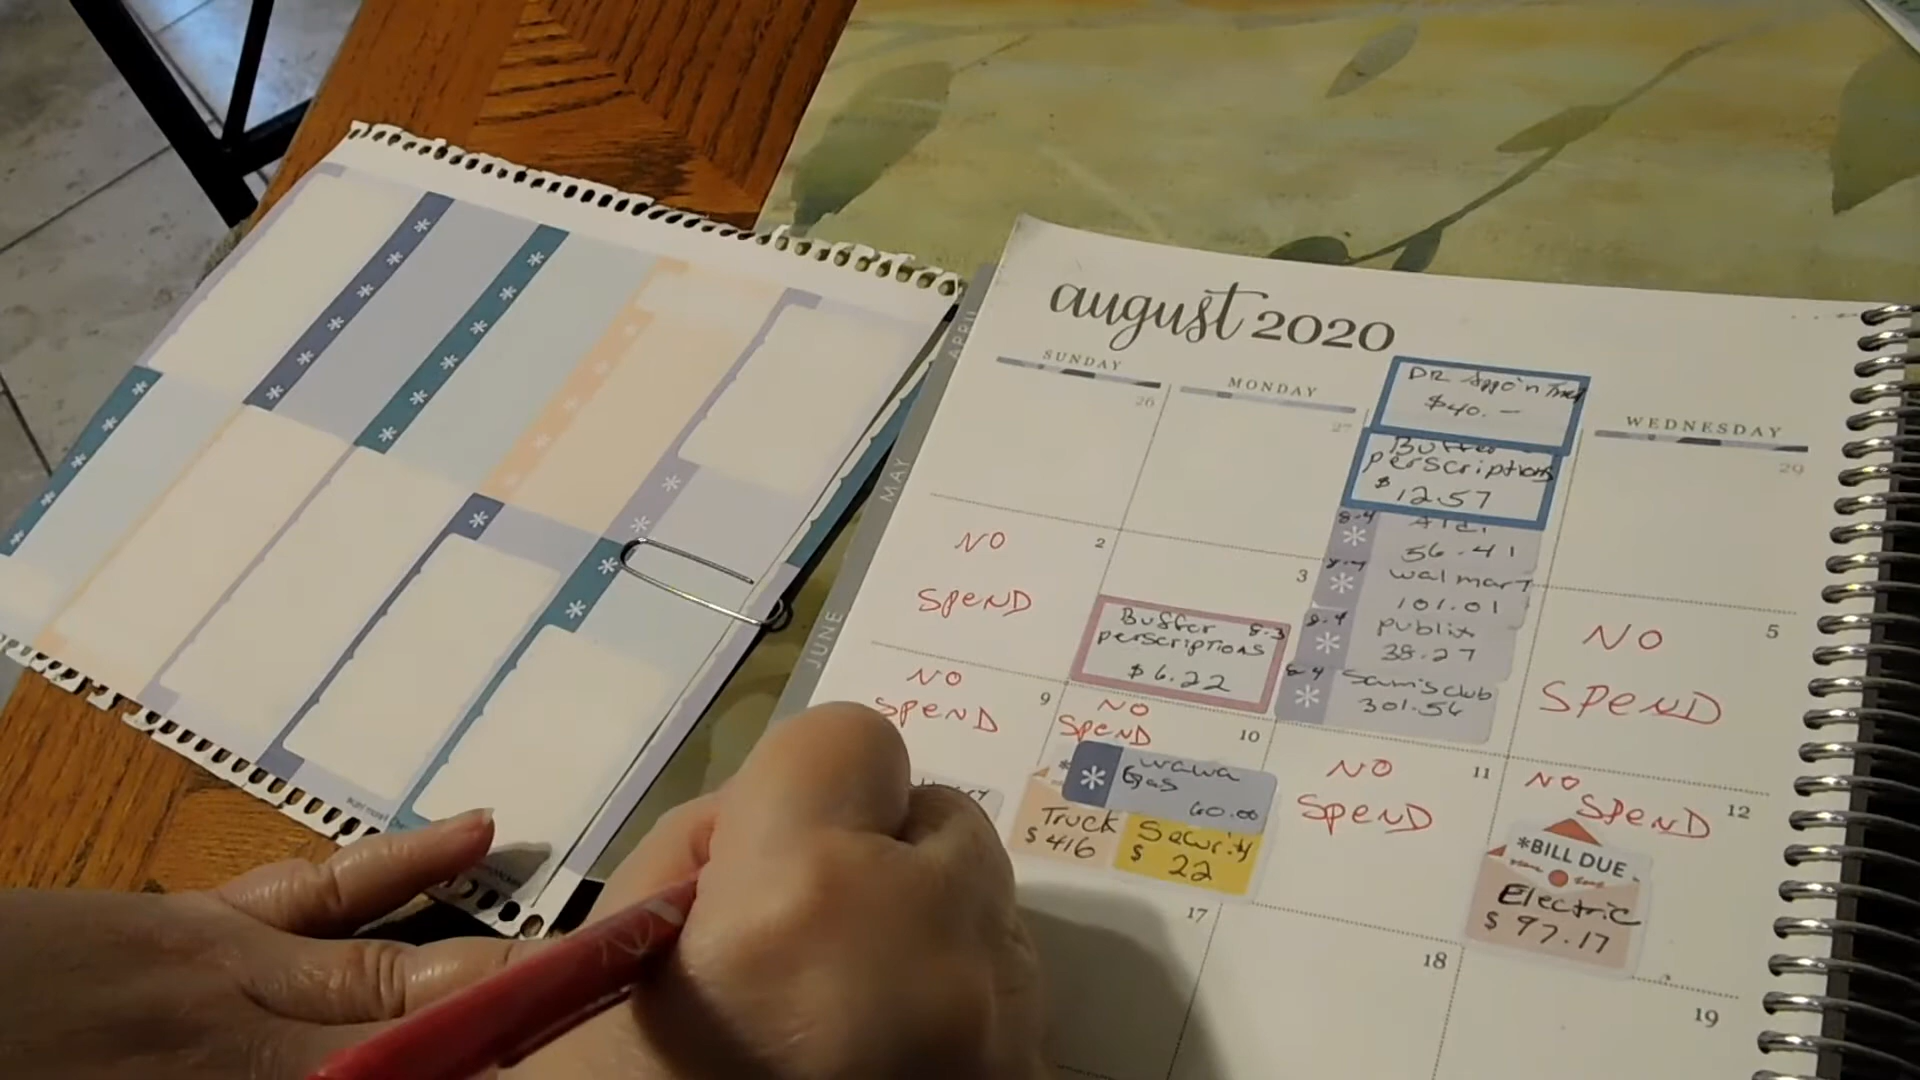 august 2020
SUNDAY
MONDAY
WEDNESDAY
26
27
29
DR
$40.-
Buffer
perscriptions
$12.57
8-4
Aldi
56.41
walmart
101.01
8-4
publix
38.27
8-4
Sam's club
301.56
2
NO
SPEND
3
Buffer 8-3
perscriptions
$6.22
5
NO
SPEND
9
NO
SPEND
10
NO
SPEND
wawa
Gas
60.00
Truck
$416
Security
$22
11
NO
SPEND
12
NO
SPEND
*BILL DUE
Electric
$97.17
17
18
19
APRIL
MAY
JUNE